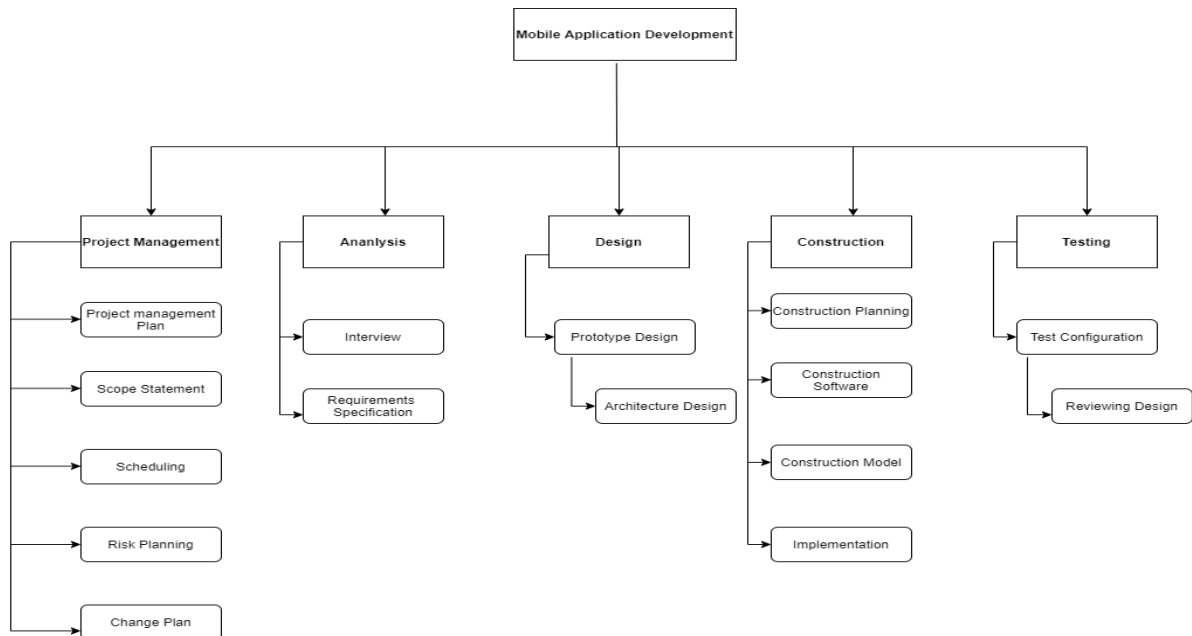 Mobile Application Development
Project Management
Ananlysis
Design
Construction
Testing
Project management
Plan
Scope Statement
Scheduling
Risk Planning
Change Plan
Interview
Requirements
Specification
Prototype Design
Architecture Design
Construction Planning
Construction
Software
Construction Model
Implementation
Test Configuration
Reviewing Design